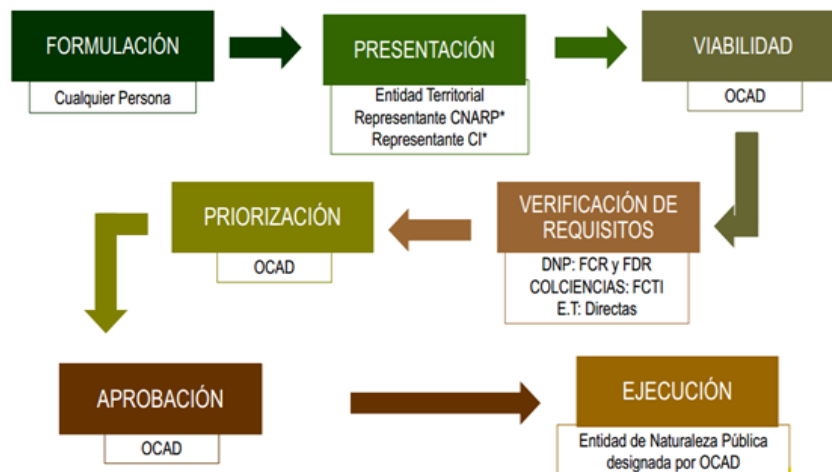 FORMULACIÓN
Cualquier Persona
PRESENTACIÓN
Entidad Territorial
Representante CNARP*
Representante CI*
VIABILIDAD
OCAD
VERIFICACIÓN DE
REQUISITOS
DNP: FCR y FDR
COLCIENCIAS: FCTI
E.T: Directas
PRIORIZACIÓN
OCAD
APROBACIÓN
OCAD
EJECUCIÓN
Entidad de Naturaleza Pública
designada por OCAD